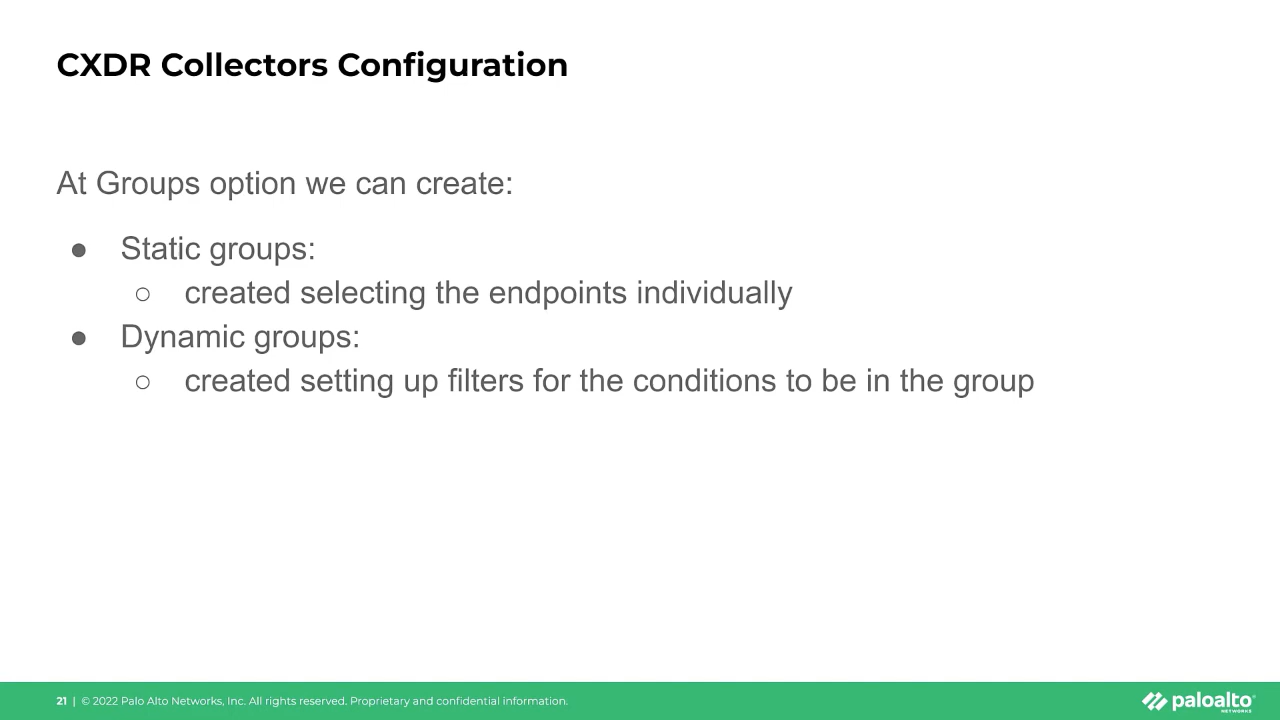 CXDR Collectors Configuration
At Groups option we can create:
● Static groups:
○ created selecting the endpoints individually
● Dynamic groups:
○ created setting up filters for the conditions to be in the group
21 | © 2022 Palo Alto Networks, Inc. All rights reserved. Proprietary and confidential information.
paloalto
NETWORKS